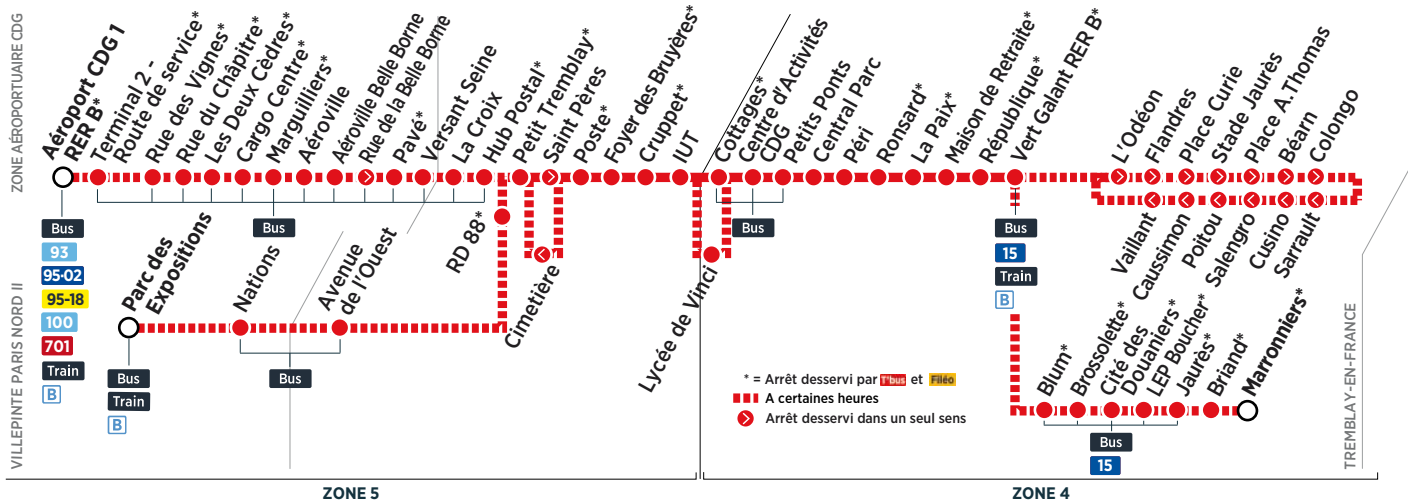 ZONE AÉROPORTUAIRE CDG
Aéroport CDG 1
RER B*
Terminal 2 -
Route de service*
Rue des Vignes*
Rue du Châpitre*
Les Deux Cèdres*
Cargo Centre*
Marguilliers*
Aéroville
Aéroville Belle Borne
Rue de la Belle Borne
Pavé*
Versant Seine
La Croix
Hub Postal*
Petit Tremblay*
Saint Pères
Poste*
Foyer des Bruyères*
Cruppet*
IUT
Cottages*
Centre d'Activités
CDG
Petits Ponts
Central Parc
Péri
Ronsard*
La Paix*
Maison de Retraite*
République*
Vert Galant RER B*
L'Odéon
Flandres
Place Curie
Stade Jaurès
Place A.Thomas
Béarn
Colongo
Vaillant
Caussimon
Poitou
Salengro
Cusino
Sarrault
Bus
93
95-02
95-18
100
701
Train
B
Bus
Bus
Bus
15
Train
B
VILLEPINTE PARIS NORD II
Parc des
Expositions
Nations
Avenue
de l'Ouest
RD 88*
Cimetière
Lycée de Vinci
Bus
Train
B
Bus
Blum*
Brossolette*
Cité des
Douaniers*
LEP Boucher*
Jaurès*
Briand*
Marronniers*
Bus
15
* = Arrêt desservi par T'bus et Filéo
A certaines heures
Arrêt desservi dans un seul sens
TREMBLAY-EN-FRANCE
ZONE 5
ZONE 4